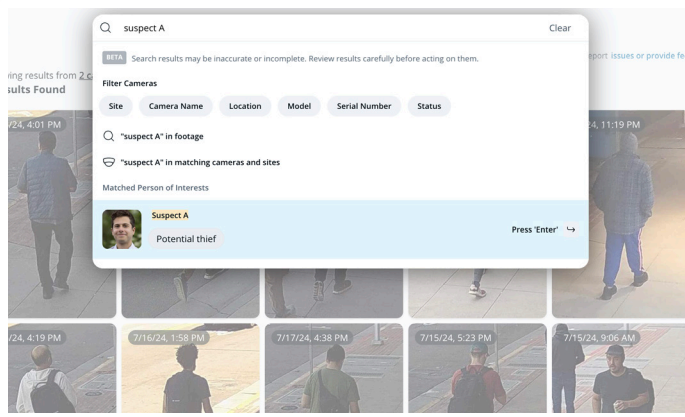 suspect A
Clear
BETA Search results may be inaccurate or incomplete. Review results carefully before acting on them.
eport issues or provide fe
Filter Cameras
ving results from 2 c
sults Found
Site Camera Name Location Model Serial Number Status
"suspect A" in footage
"suspect A" in matching cameras and sites
Matched Person of Interests
Suspect A
Potential thief
Press 'Enter'
/24, 4:01 PM
24, 11:19 PM
/24, 4:19 PM
7/16/24, 1:58 PM
7/17/24, 4:38 PM
7/15/24, 5:23 PM
7/15/24, 9:06 AM